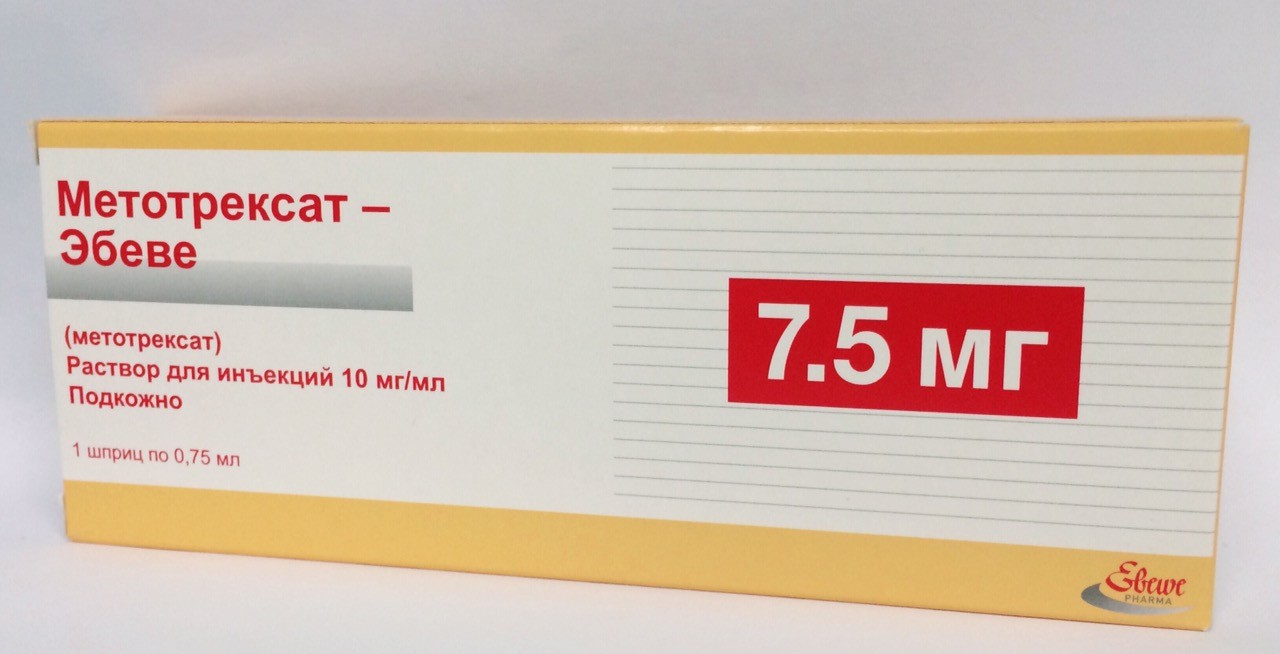 Метотрексат –
Эбеве
(метотрексат)
Раствор для инъекций 10 мг/мл
Подкожно
1 шприц по 0,75 мл
7.5 мг
Ebewe
PHARMA